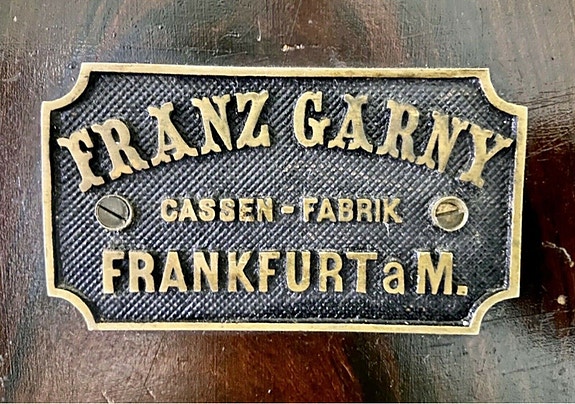 FRANZ GARNY
CASSEN-FABRIK
FRANKFURT a M.